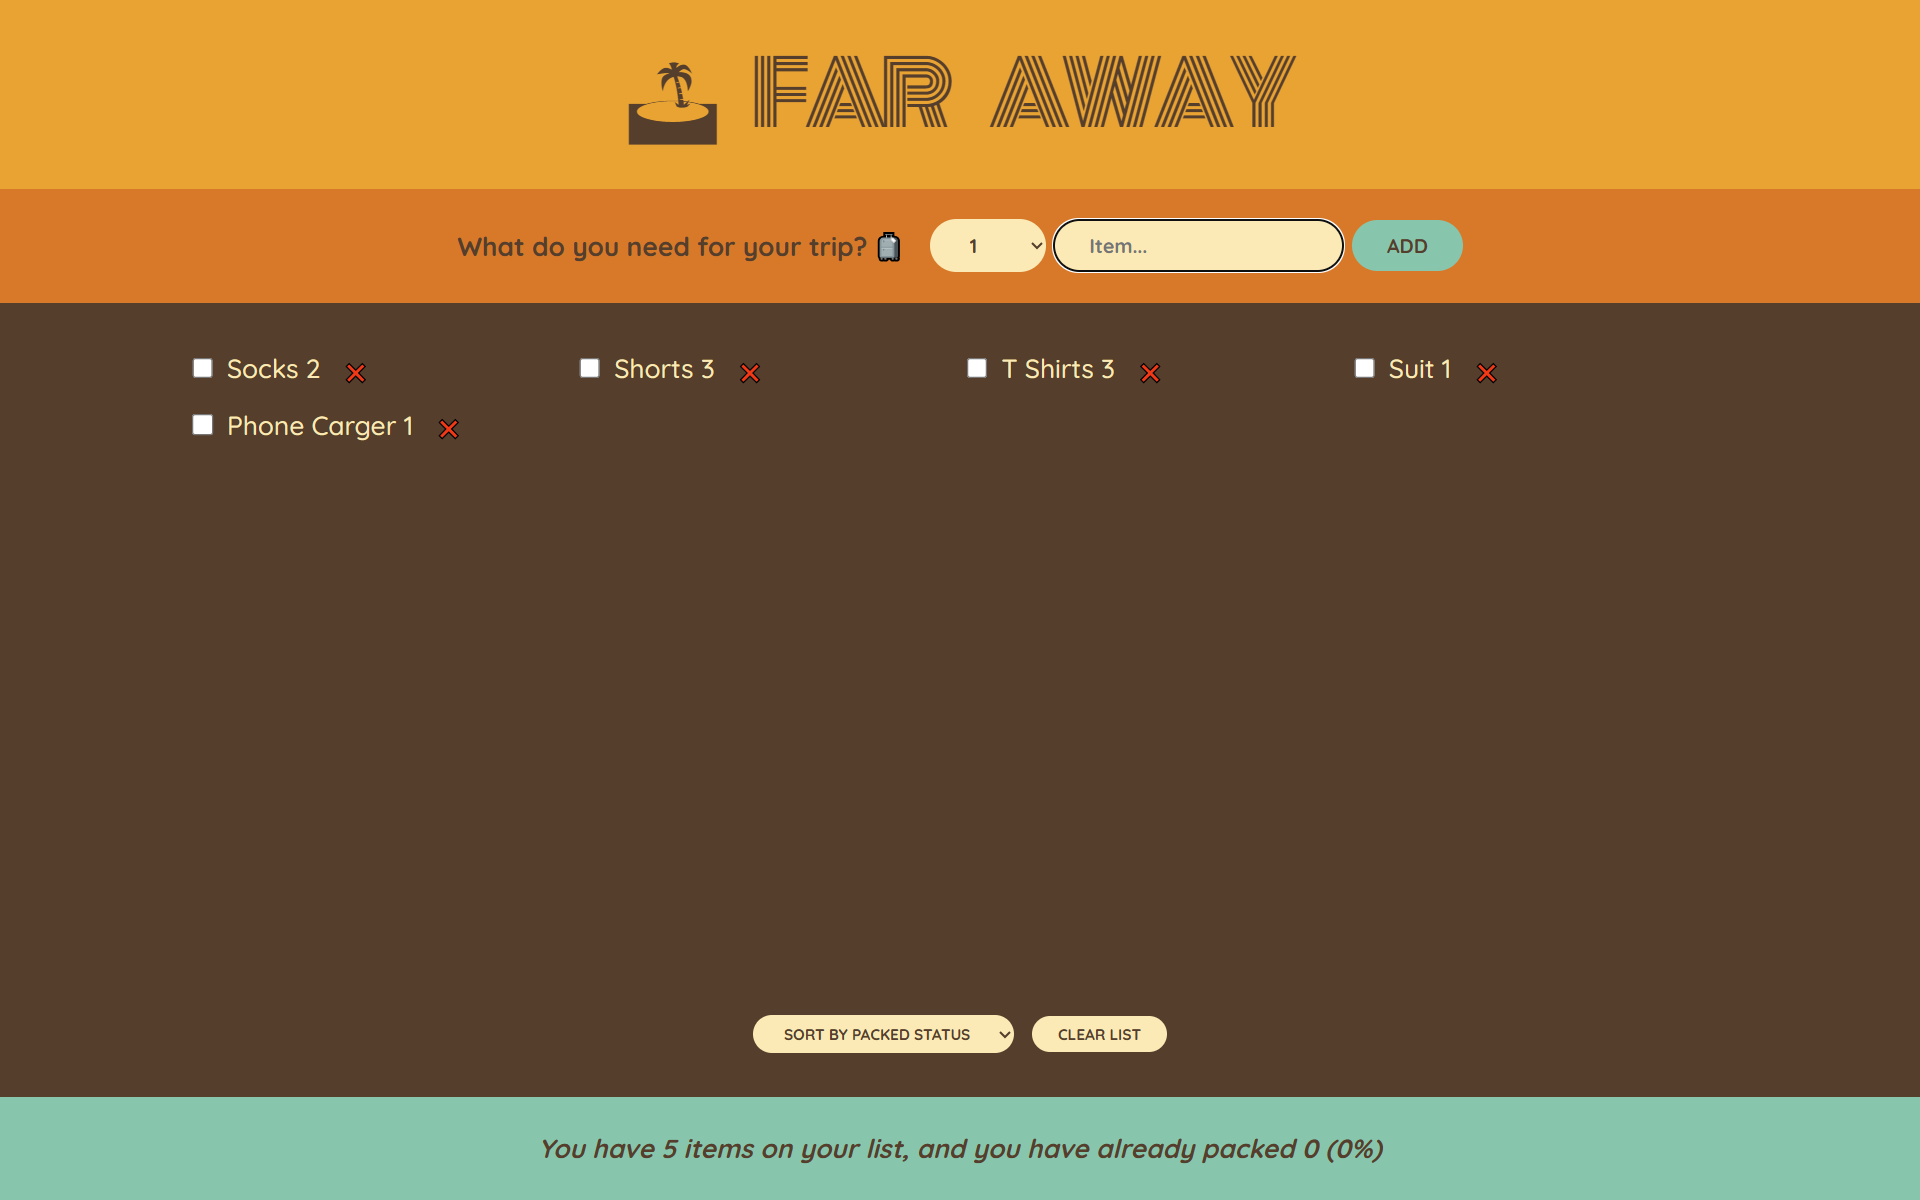 FAR AWAY
What do you need for your trip? 1 Item... ADD
Socks 2 Shorts 3 T Shirts 3 Suit 1
Phone Carger 1
SORT BY PACKED STATUS CLEAR LIST
You have 5 items on your list, and you have already packed 0 (0%)